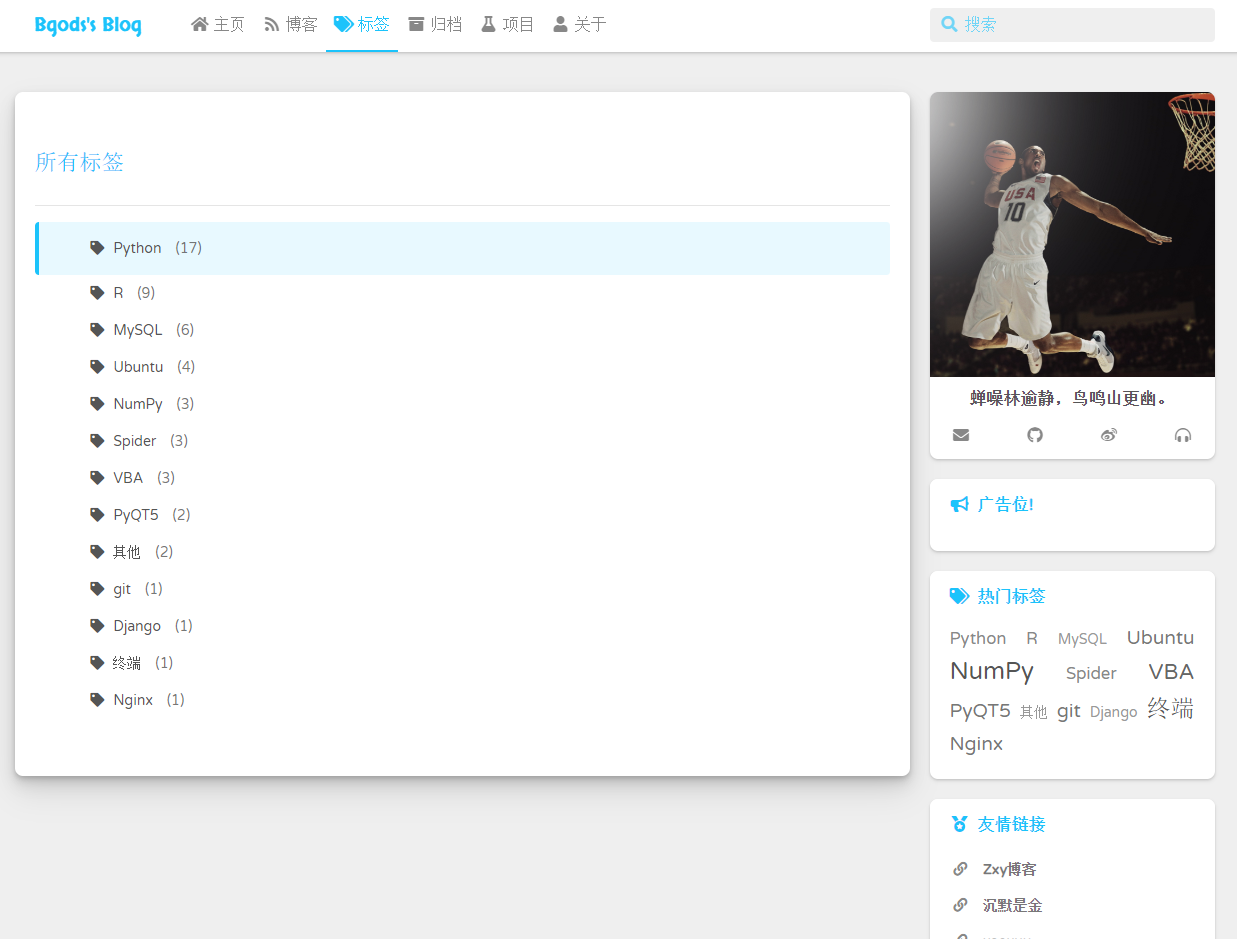 Bgods's Blog 主页 博客 标签 归档 项目 关于 搜索
所有标签
Python (17)
R (9)
MySQL (6)
Ubuntu (4)
NumPy (3)
Spider (3)
VBA (3)
PyQT5 (2)
其他 (2)
git (1)
Django (1)
终端 (1)
Nginx (1)
USA
10
蝉噪林逾静，鸟鸣山更幽。
广告位!
热门标签
Python R MySQL Ubuntu
NumPy Spider VBA
PyQT5 其他 git Django 终端
Nginx
友情链接
Zxy博客
沉默是金